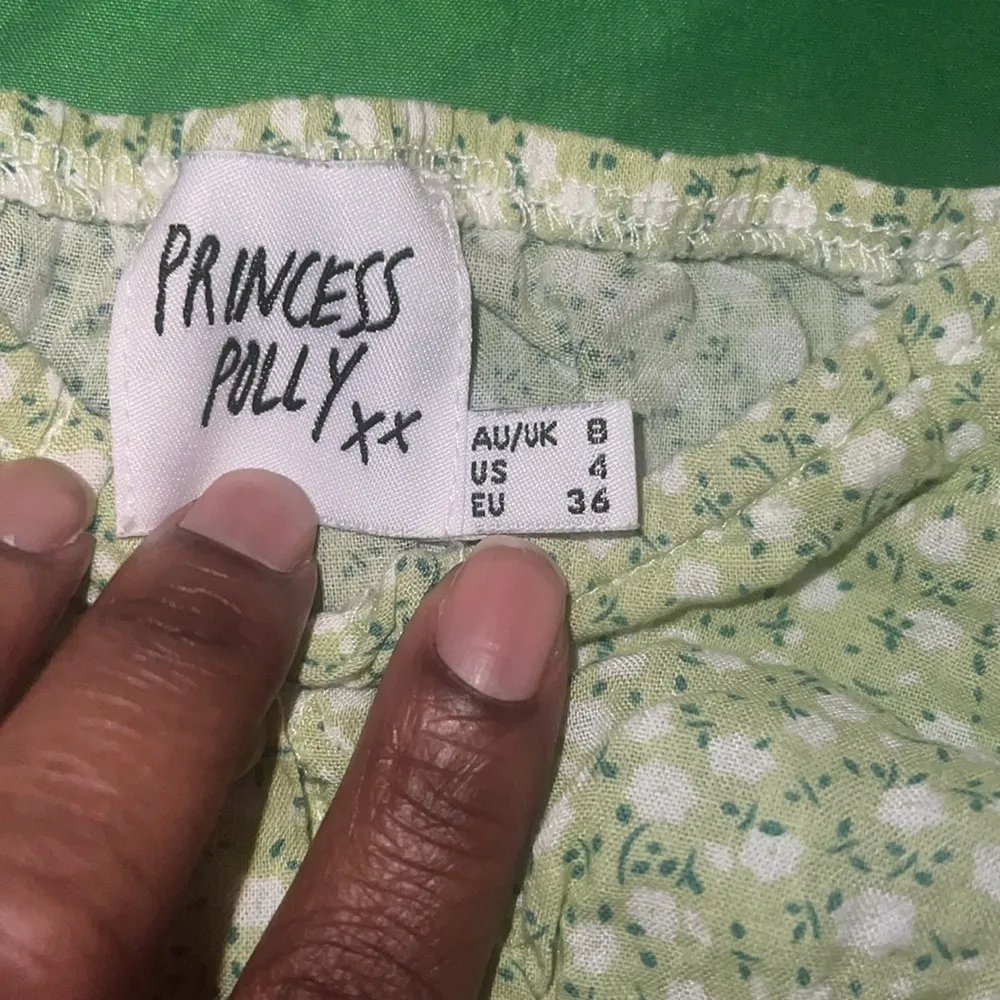 PRINCESS
POLLY
xx
AU/UK 8
US 4
EU 36